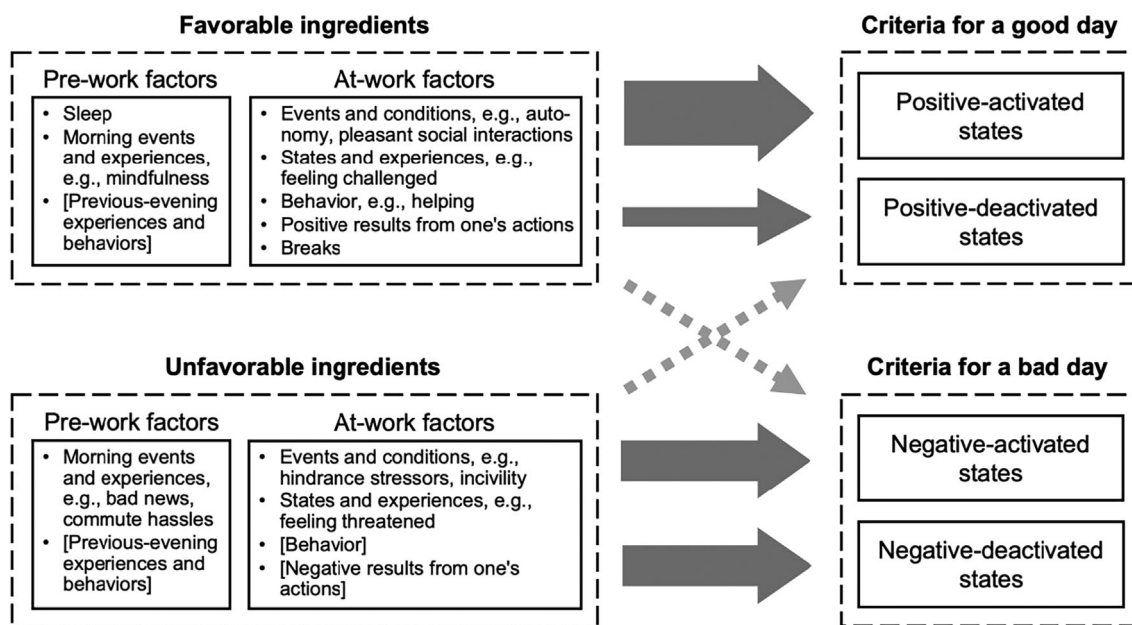 Favorable ingredients
Pre-work factors
• Sleep
• Morning events
and experiences,
e.g., mindfulness
• [Previous-evening
experiences and
behaviors]
At-work factors
• Events and conditions, e.g., auto-
nomy, pleasant social interactions
• States and experiences, e.g.,
feeling challenged
• Behavior, e.g., helping
• Positive results from one's actions
• Breaks
Criteria for a good day
Positive-activated
states
Positive-deactivated
states
Unfavorable ingredients
Pre-work factors
• Morning events
and experiences,
e.g., bad news,
commute hassles
• [Previous-evening
experiences and
behaviors]
At-work factors
• Events and conditions, e.g.,
hindrance stressors, incivility
• States and experiences, e.g.,
feeling threatened
• [Behavior]
• [Negative results from one's
actions]
Criteria for a bad day
Negative-activated
states
Negative-deactivated
states